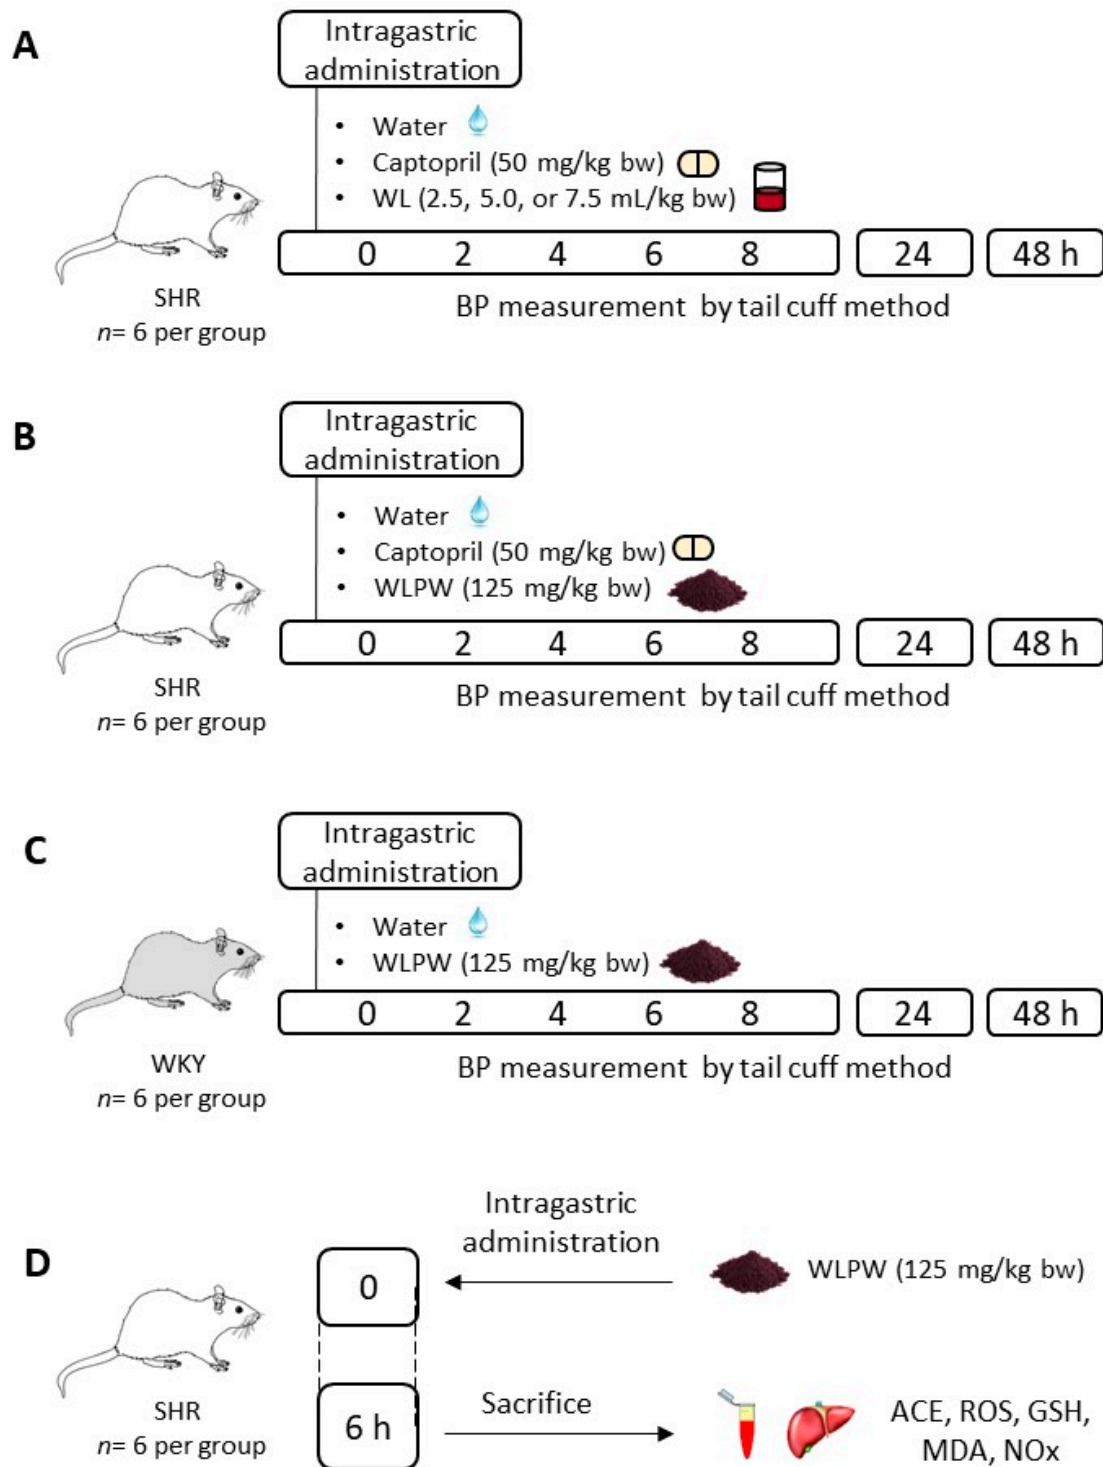 A
Intragastric
administration
• Water
• Captopril (50 mg/kg bw)
• WL (2.5, 5.0, or 7.5 mL/kg bw)
0 2 4 6 8 24 48 h
SHR
n= 6 per group
BP measurement by tail cuff method
B
Intragastric
administration
• Water
• Captopril (50 mg/kg bw)
• WLPW (125 mg/kg bw)
0 2 4 6 8 24 48 h
SHR
n= 6 per group
BP measurement by tail cuff method
C
Intragastric
administration
• Water
• WLPW (125 mg/kg bw)
0 2 4 6 8 24 48 h
WKY
n= 6 per group
BP measurement by tail cuff method
D
Intragastric
administration
0
WLPW (125 mg/kg bw)
SHR
n= 6 per group
6 h
Sacrifice
ACE, ROS, GSH,
MDA, NOx